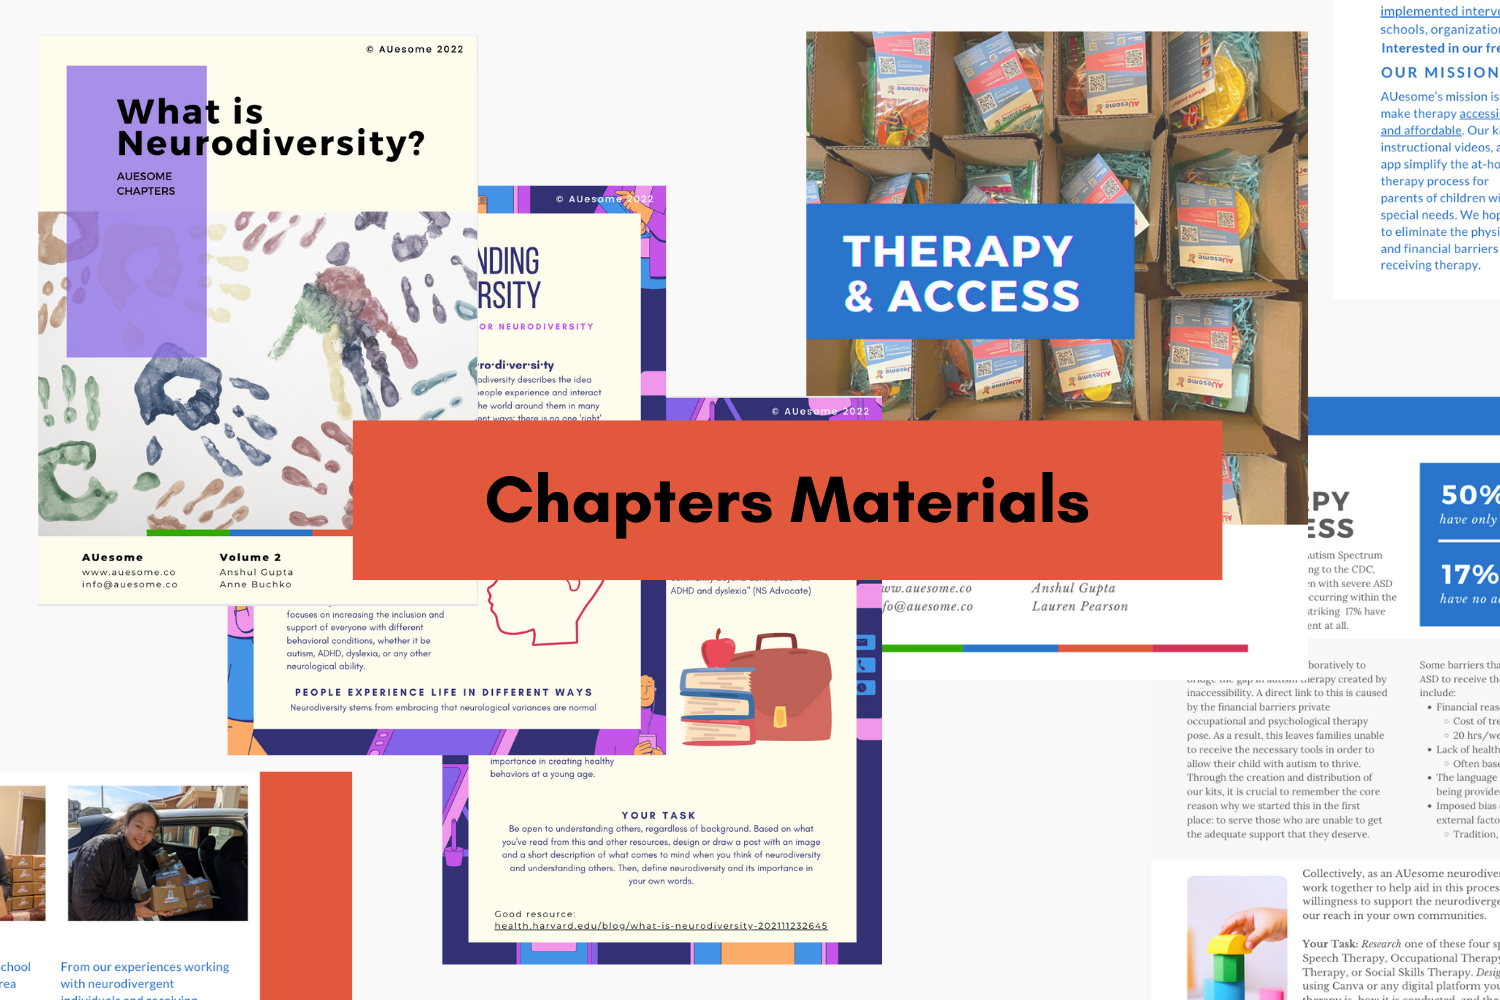 © AUesome 2022
What is
Neurodiversity?
AUESOME
CHAPTERS
AUesome
www.auesome.co
info@auesome.co
Volume 2
Anshul Gupta
Anne Buchko
© AUesome 2022
NDING
RSITY
OR NEURODIVERSITY
ro·di·ver·si·ty
odiversity describes the idea
eople experience and interact
he world around them in many
ent ways; there is no one 'right'
focuses on increasing the inclusion and
support of everyone with different
behavioral conditions, whether it be
autism, ADHD, dyslexia, or any other
neurological ability.
PEOPLE EXPERIENCE LIFE IN DIFFERENT WAYS
Neurodiversity stems from embracing that neurological variances are normal
© AUesome 2022
ADHD and dyslexia" (NS Advocate)
importance in creating healthy
behaviors at a young age.
YOUR TASK
Be open to understanding others, regardless of background. Based on what
you've read from this and other resources, design or draw a post with an image
and a short description of what comes to mind when you think of neurodiversity
and understanding others. Then, define neurodiversity and its importance in
your own words.
Good resource:
health.harvard.edu/blog/what-is-neurodiversity-202111232645
THERAPY
& ACCESS
Chapters Materials
ww.auesome.co
fo@auesome.co
Anshul Gupta
Lauren Pearson
implemented interve
schools, organization
Interested in our fre
OUR MISSION
AUesome's mission is
make therapy accessi
and affordable. Our k
instructional videos, a
app simplify the at-ho
therapy process for
parents of children wi
special needs. We hop
to eliminate the physi
and financial barriers
receiving therapy.
PY
ESS
utism Spectrum
ng to the CDC,
en with severe ASD
ccurring within the
striking 17% have
ent at all.
50%
have only
17%
have no a
boratively to
bridge the gap in autism therapy created by
inaccessibility. A direct link to this is caused
by the financial barriers private
occupational and psychological therapy
pose. As a result, this leaves families unable
to receive the necessary tools in order to
allow their child with autism to thrive.
Through the creation and distribution of
our kits, it is crucial to remember the core
reason why we started this in the first
place: to serve those who are unable to get
the adequate support that they deserve.
Some barriers tha
ASD to receive the
include:
Financial reas
Cost of tre
20 hrs/we
Lack of health
Often base
The language
being provide
Imposed bias
external facto
Tradition,
Collectively, as an AUesome neurodiver
work together to help aid in this process
willingness to support the neurodiverge
our reach in your own communities.
Your Task: Research one of these four sp
Speech Therapy, Occupational Therapy
Therapy, or Social Skills Therapy. Desig
using Canva or any digital platform you
therapy is, how it is conducted, and the
chool
rea
From our experiences working
with neurodivergent
individuals and receiving